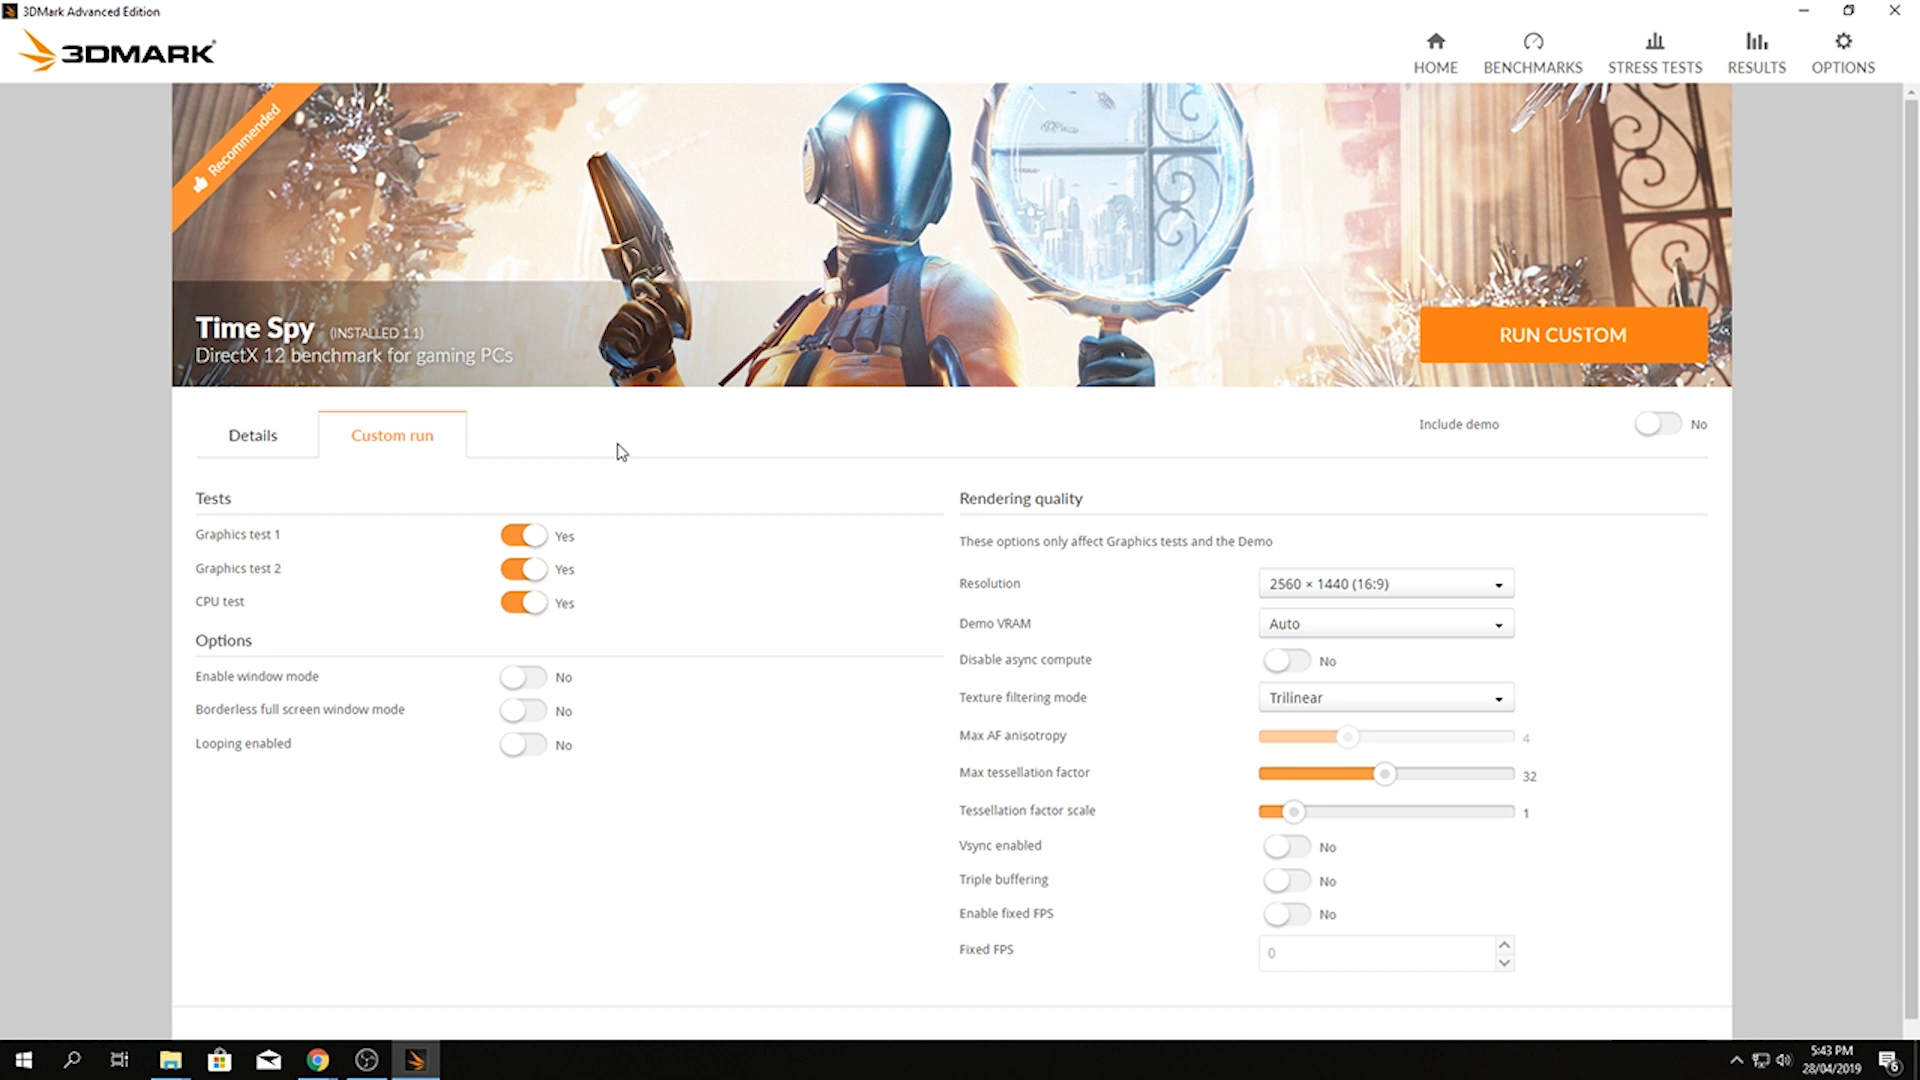 3DMark Advanced Edition
3DMARK
HOME
BENCHMARKS
STRESS TESTS
RESULTS
OPTIONS
Recommended
Time Spy (INSTALLED 1.1)
DirectX 12 benchmark for gaming PCs
RUN CUSTOM
Details
Custom run
Include demo No
Tests
Graphics test 1 Yes
Graphics test 2 Yes
CPU test Yes
Options
Enable window mode No
Borderless full screen window mode No
Looping enabled No
Rendering quality
These options only affect Graphics tests and the Demo
Resolution 2560 × 1440 (16:9)
Demo VRAM Auto
Disable async compute No
Texture filtering mode Trilinear
Max AF anisotropy 4
Max tessellation factor 32
Tessellation factor scale 1
Vsync enabled No
Triple buffering No
Enable fixed FPS No
Fixed FPS 0
5:43 PM
28/04/2019
6